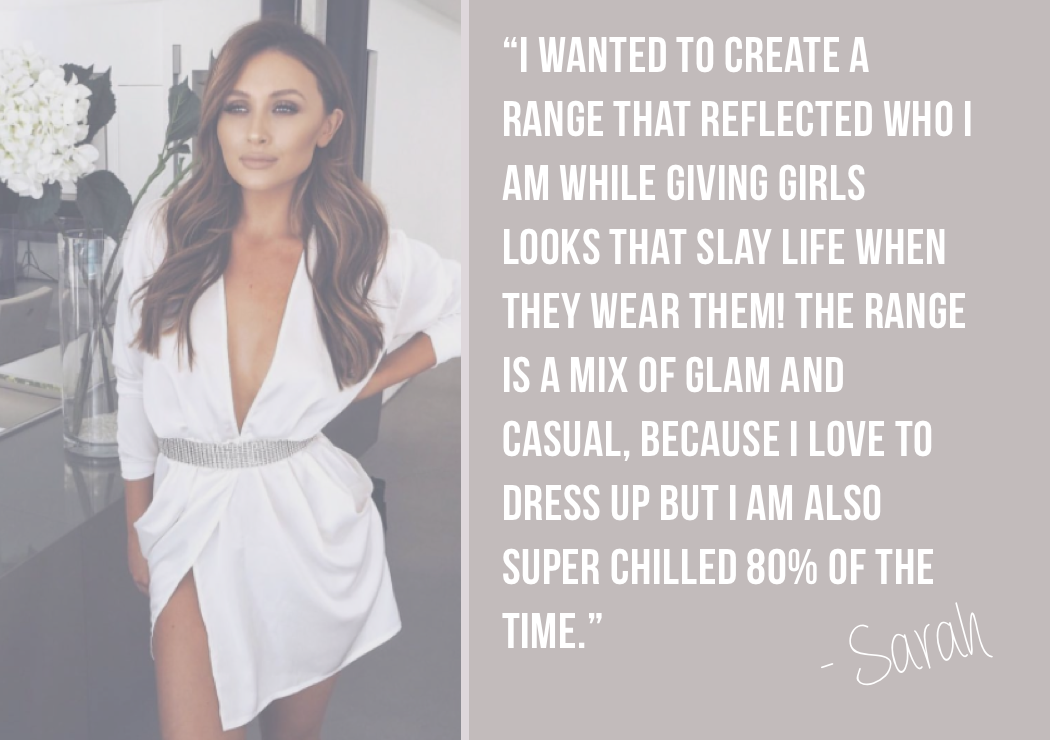 “I WANTED TO CREATE A
RANGE THAT REFLECTED WHO I
AM WHILE GIVING GIRLS
LOOKS THAT SLAY LIFE WHEN
THEY WEAR THEM! THE RANGE
IS A MIX OF GLAM AND
CASUAL, BECAUSE I LOVE TO
DRESS UP BUT I AM ALSO
SUPER CHILLED 80% OF THE
TIME.”
- Sarah